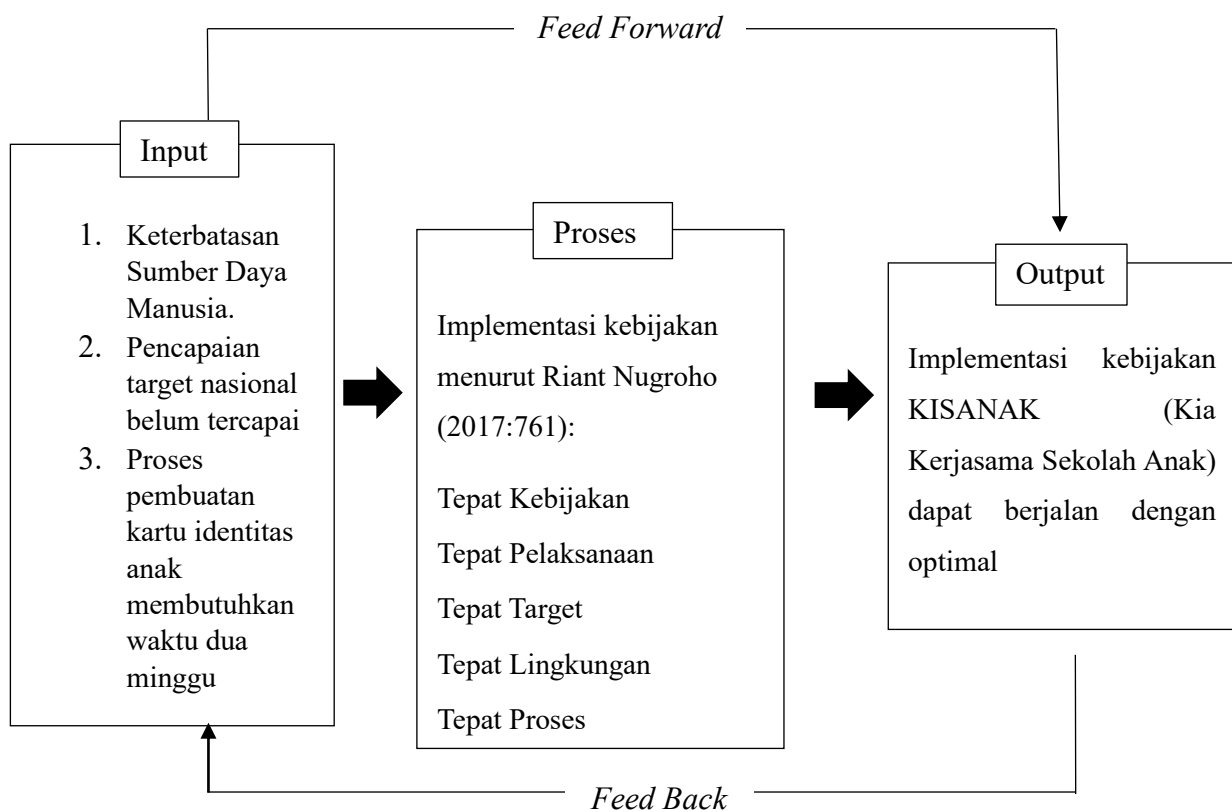 Feed Forward
Input
1. Keterbatasan
Sumber Daya
Manusia.
2. Pencapaian
target nasional
belum tercapai
3. Proses
pembuatan
kartu identitas
anak
membutuhkan
waktu dua
minggu
Proses
Implementasi kebijakan
menurut Riant Nugroho
(2017:761):
Tepat Kebijakan
Tepat Pelaksanaan
Tepat Target
Tepat Lingkungan
Tepat Proses
Output
Implementasi kebijakan
KISANAK (Kia
Kerjasama Sekolah Anak)
dapat berjalan dengan
optimal
Feed Back